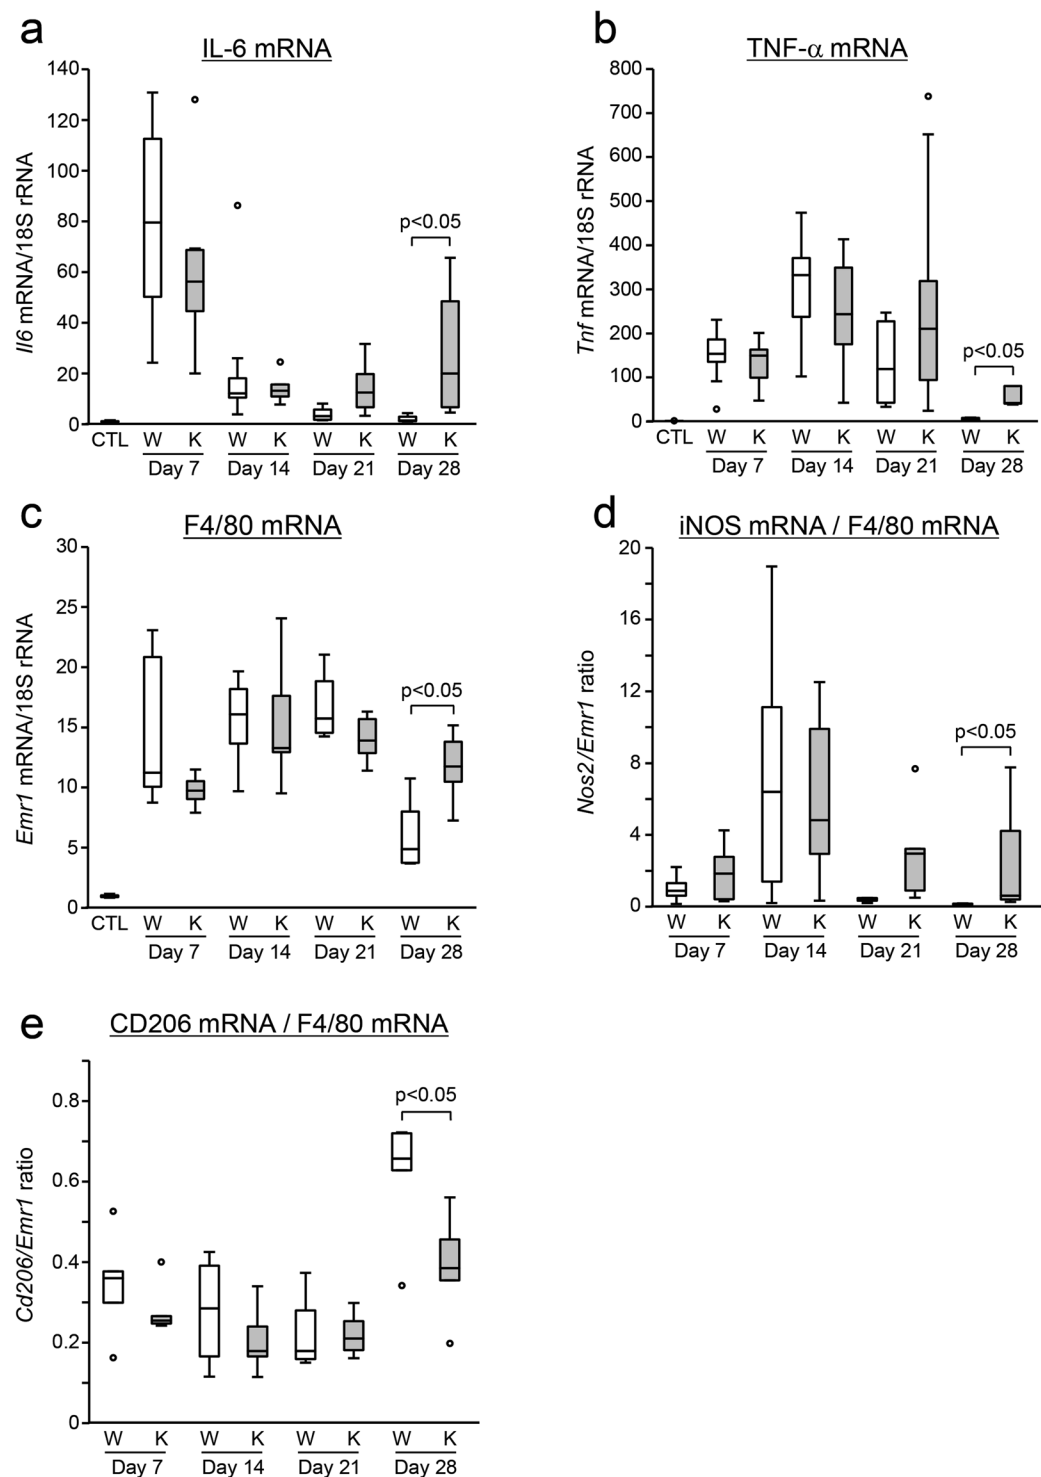 a
IL-6 mRNA
Il6 mRNA/18S rRNA
140
120
100
80
60
40
20
0
p<0.05
CTL W K W K W K W K
Day 7 Day 14 Day 21 Day 28
b
TNF-α mRNA
Tnf mRNA/18S rRNA
800
700
600
500
400
300
200
100
0
p<0.05
CTL W K W K W K W K
Day 7 Day 14 Day 21 Day 28
c
F4/80 mRNA
Emr1 mRNA/18S rRNA
30
25
20
15
10
5
0
p<0.05
CTL W K W K W K W K
Day 7 Day 14 Day 21 Day 28
d
iNOS mRNA / F4/80 mRNA
Nos2/Emr1 ratio
20
16
12
8
4
0
p<0.05
W K W K W K W K
Day 7 Day 14 Day 21 Day 28
e
CD206 mRNA / F4/80 mRNA
Cd206/Emr1 ratio
0.8
0.6
0.4
0.2
0
p<0.05
W K W K W K W K
Day 7 Day 14 Day 21 Day 28